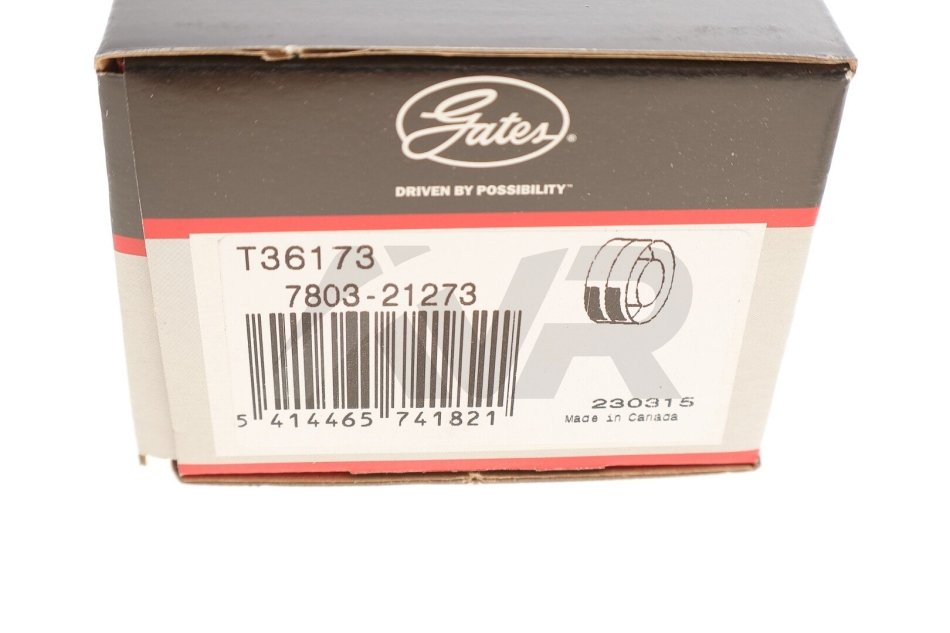 Gates®
DRIVEN BY POSSIBILITY™
T36173
7803-21273
5 414465 741821
230315
Made in Canada